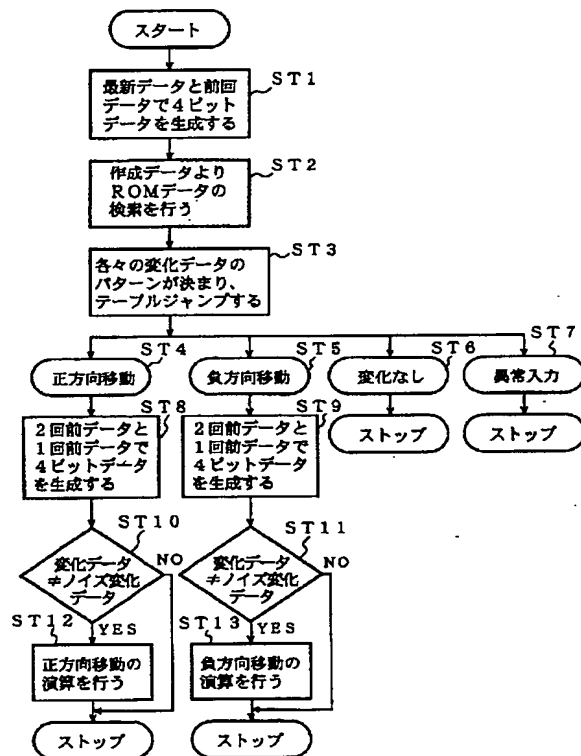 スタート
ST1
最新データと前回
データで4ビット
データを生成する
ST2
作成データより
ROMデータの
検索を行う
ST3
各々の変化データの
パターンが決まり、
テーブルジャンプする
ST4
正方向移動
ST5
負方向移動
ST6
変化なし
ST7
異常入力
ST8
2回前データと
1回前データで
4ビットデータ
を生成する
ST9
2回前データと
1回前データで
4ビットデータ
を生成する
ストップ
ストップ
ST10
変化データ
≠ノイズ変化
データ
NO
YES
ST11
変化データ
≠ノイズ変化
データ
NO
YES
ST12
正方向移動の
演算を行う
ST13
負方向移動の
演算を行う
ストップ
ストップ